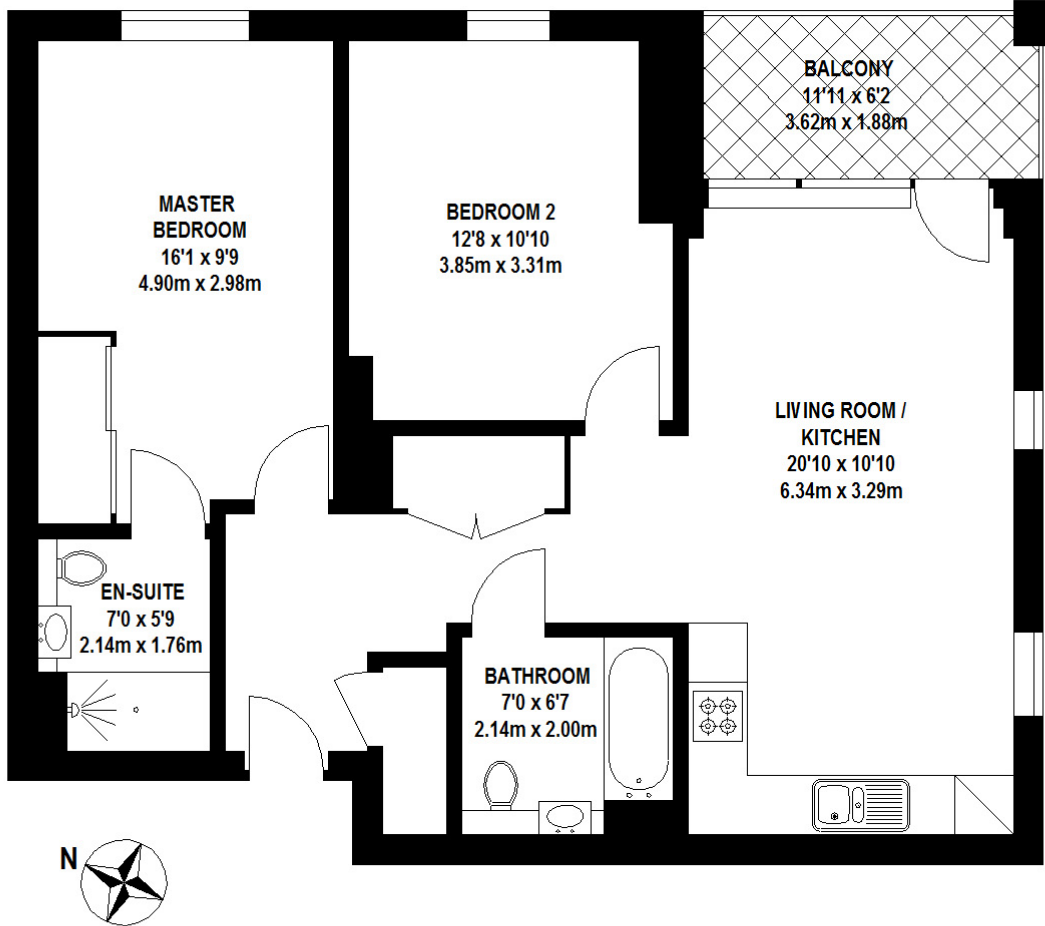 BALCONY
11'11 x 6'2
3.62m x 1.88m
MASTER
BEDROOM
16'1 x 9'9
4.90m x 2.98m
BEDROOM 2
12'8 x 10'10
3.85m x 3.31m
LIVING ROOM /
KITCHEN
20'10 x 10'10
6.34m x 3.29m
EN-SUITE
7'0 x 5'9
2.14m x 1.76m
BATHROOM
7'0 x 6'7
2.14m x 2.00m
N